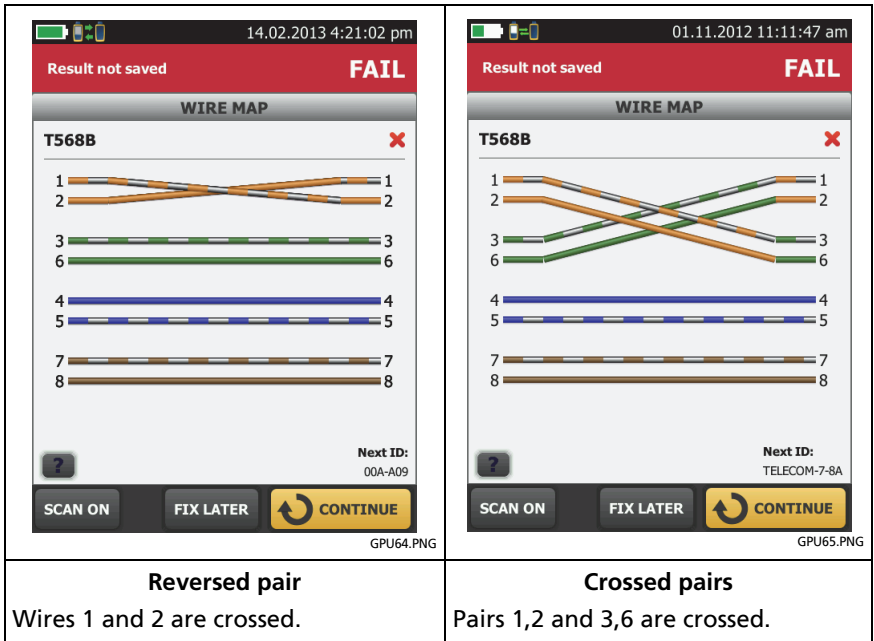 14.02.2013 4:21:02 pm
Result not saved FAIL
WIRE MAP
T568B
1 1
2 2
3 3
6 6
4 4
5 5
7 7
8 8
?
Next ID:
00A-A09
SCAN ON FIX LATER CONTINUE
GPU64.PNG
Reversed pair
Wires 1 and 2 are crossed.
01.11.2012 11:11:47 am
Result not saved FAIL
WIRE MAP
T568B
1 1
2 2
3 3
6 6
4 4
5 5
7 7
8 8
?
Next ID:
TELECOM-7-8A
SCAN ON FIX LATER CONTINUE
GPU65.PNG
Crossed pairs
Pairs 1,2 and 3,6 are crossed.